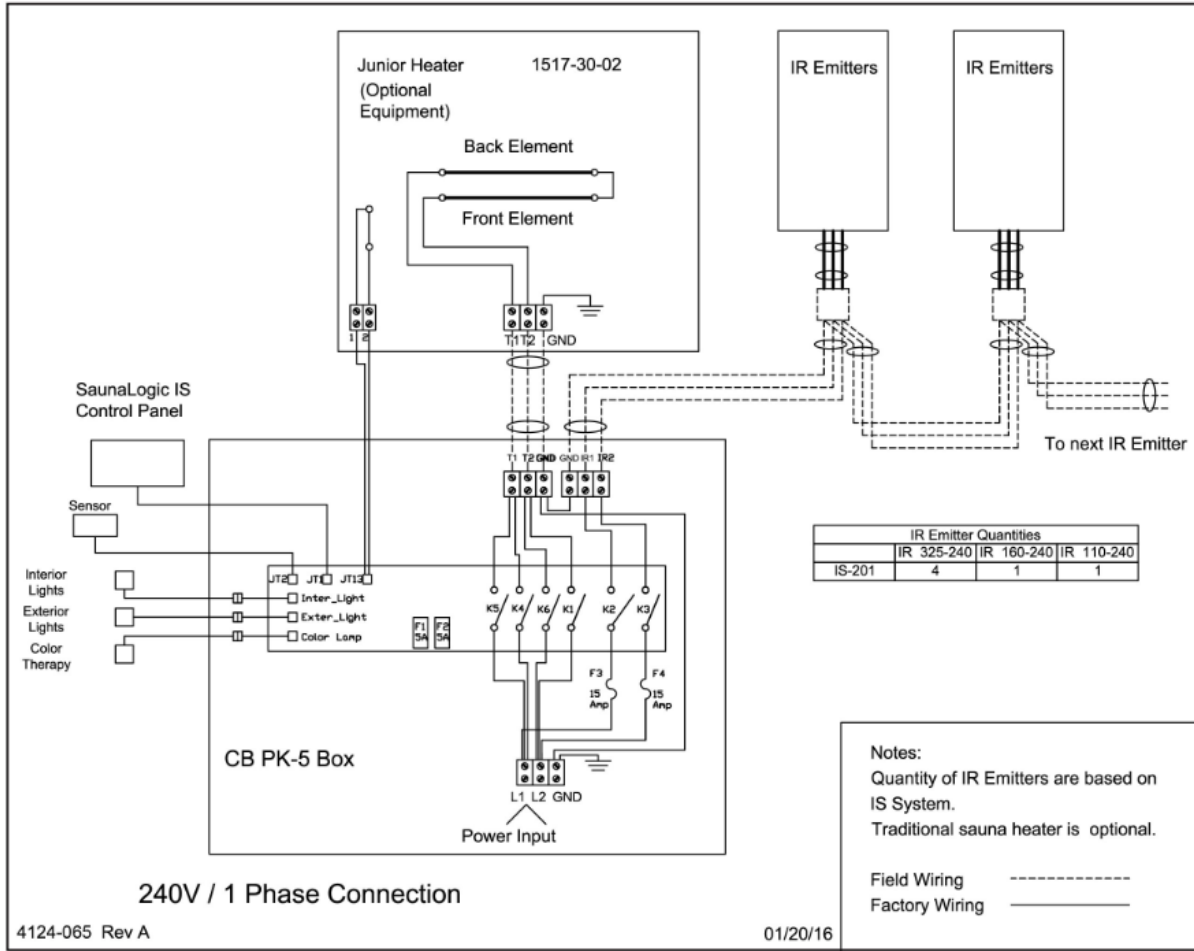 Junior Heater 1517-30-02
(Optional
Equipment)
Back Element
Front Element
1 2
T1 T2 GND
IR Emitters
IR Emitters
To next IR Emitter
SaunaLogic IS
Control Panel
Sensor
Interior
Lights
Exterior
Lights
Color
Therapy
T1 T2 GND GND IR1 IR2
JT2 JT1 JT13
Inter_Light
Exter_Light
Color Lamp
F1
5A
F2
5A
K5 K4 K6 K1 K2 K3
F3
15
Amp
F4
15
Amp
CB PK-5 Box
L1 L2 GND
Power Input
IR Emitter Quantities
IR 325-240 IR 160-240 IR 110-240
IS-201 4 1 1
Notes:
Quantity of IR Emitters are based on
IS System.
Traditional sauna heater is optional.
Field Wiring
Factory Wiring
240V / 1 Phase Connection
4124-065 Rev A
01/20/16